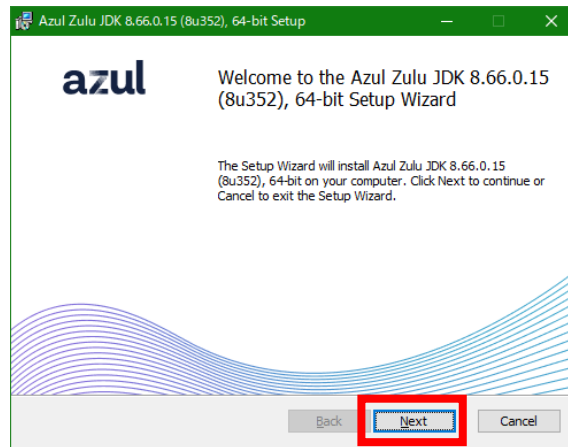 Azul Zulu JDK 8.66.0.15 (8u352), 64-bit Setup
azul
Welcome to the Azul Zulu JDK 8.66.0.15
(8u352), 64-bit Setup Wizard
The Setup Wizard will install Azul Zulu JDK 8.66.0.15
(8u352), 64-bit on your computer. Click Next to continue or
Cancel to exit the Setup Wizard.
Back Next Cancel